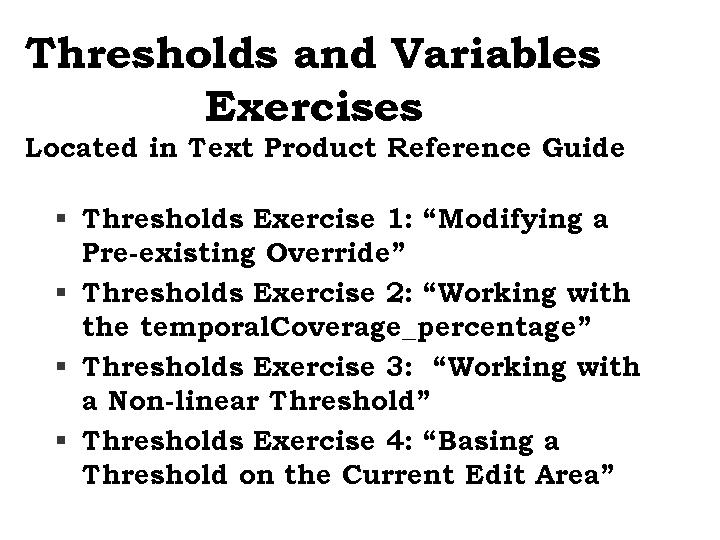 Thresholds and Variables
Exercises
Located in Text Product Reference Guide
▪ Thresholds Exercise 1: “Modifying a
Pre-existing Override”
▪ Thresholds Exercise 2: “Working with
the temporal.Coverage_percentage”
▪ Thresholds Exercise 3:  “Working with
a Non-linear Threshold”
▪ Thresholds Exercise 4: “Basing a
Threshold on the Current Edit Area”